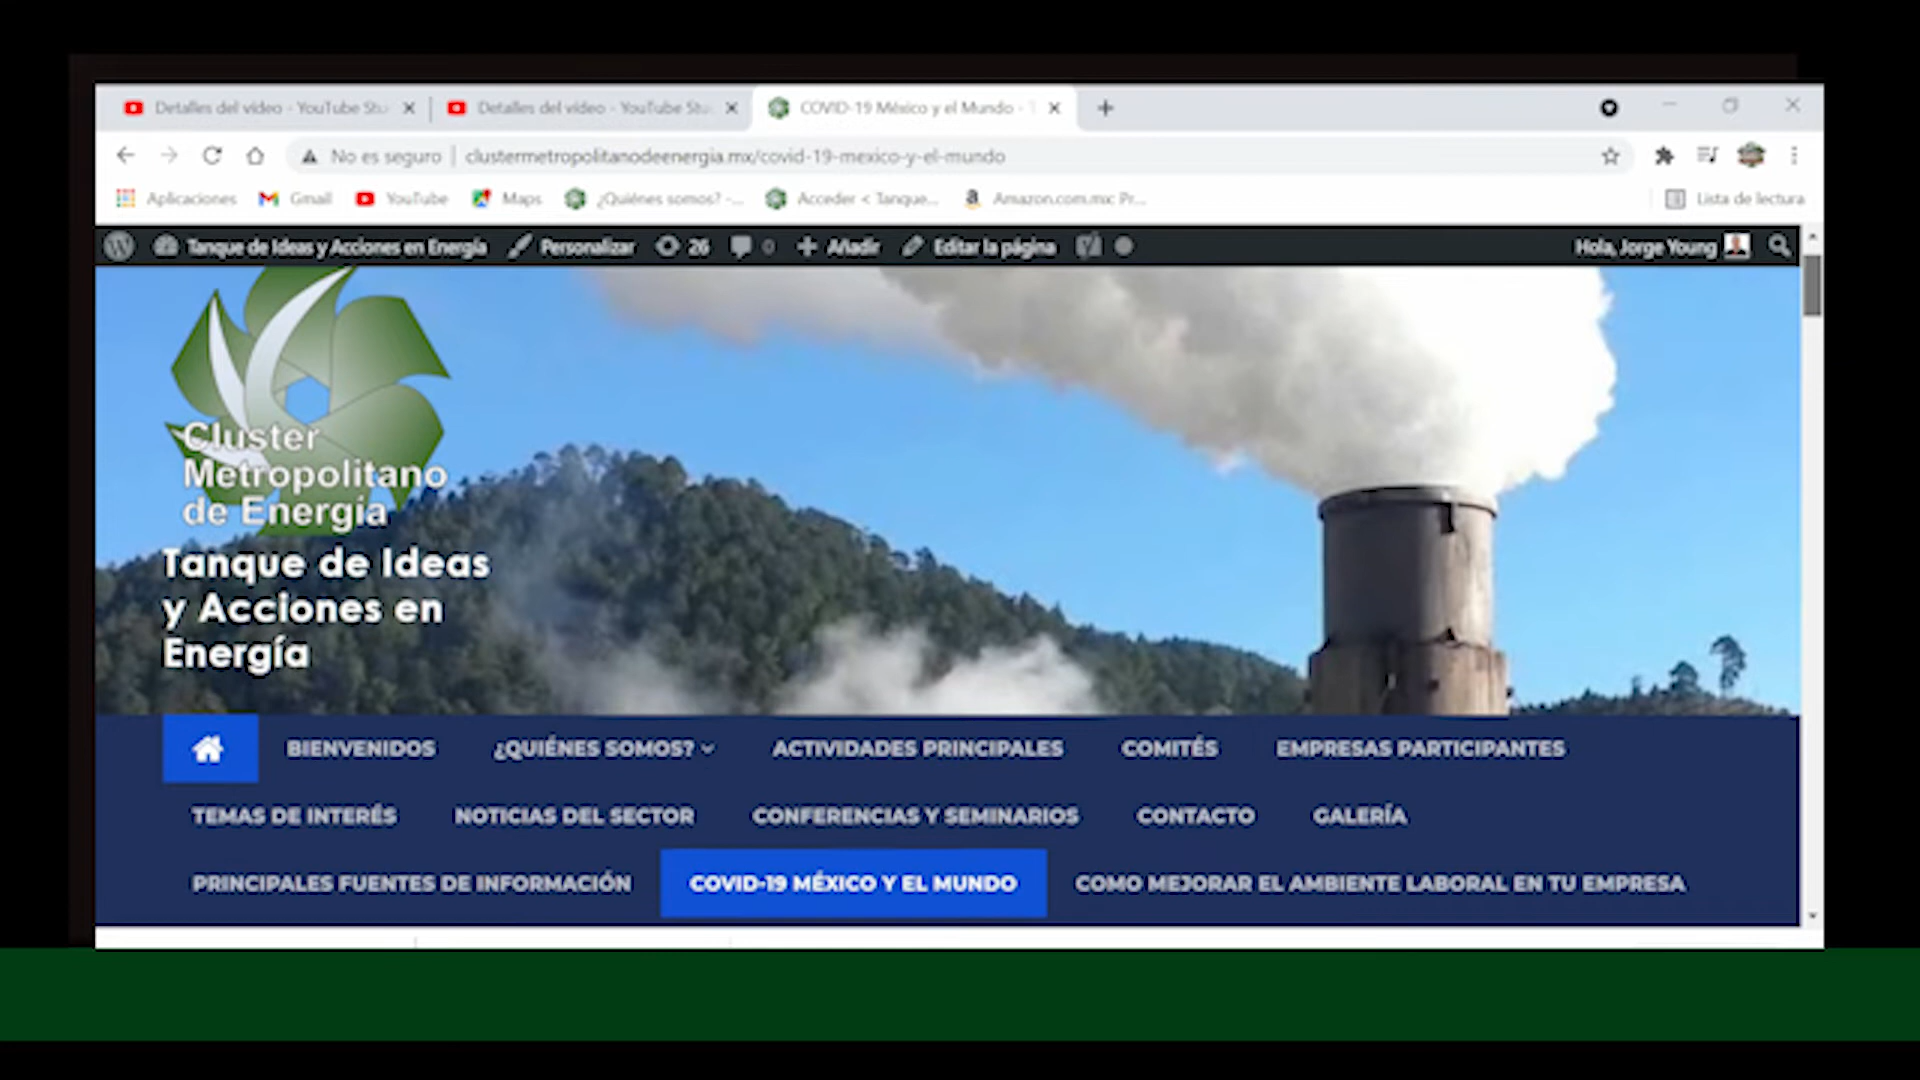 Detalles del vídeo - YouTube Stu
Detalles del vídeo - YouTube Stu
COVID-19 México y el Mundo -
No es seguro
clustermetropolitanodeenergia.mx/covid-19-mexico-y-el-mundo
Aplicaciones
Gmail
YouTube
Maps
¿Quiénes somos? -...
Acceder < Tanque...
Amazon.com.mx: Pr...
Lista de lectura
Tanque de Ideas y Acciones en Energía
Personalizar
26
0
Añadir
Editar la página
Hola, Jorge Young
Cluster
Metropolitano
de Energía
Tanque de Ideas
y Acciones en
Energía
BIENVENIDOS
¿QUIÉNES SOMOS?
ACTIVIDADES PRINCIPALES
COMITÉS
EMPRESAS PARTICIPANTES
TEMAS DE INTERÉS
NOTICIAS DEL SECTOR
CONFERENCIAS Y SEMINARIOS
CONTACTO
GALERÍA
PRINCIPALES FUENTES DE INFORMACIÓN
COVID-19 MÉXICO Y EL MUNDO
COMO MEJORAR EL AMBIENTE LABORAL EN TU EMPRESA